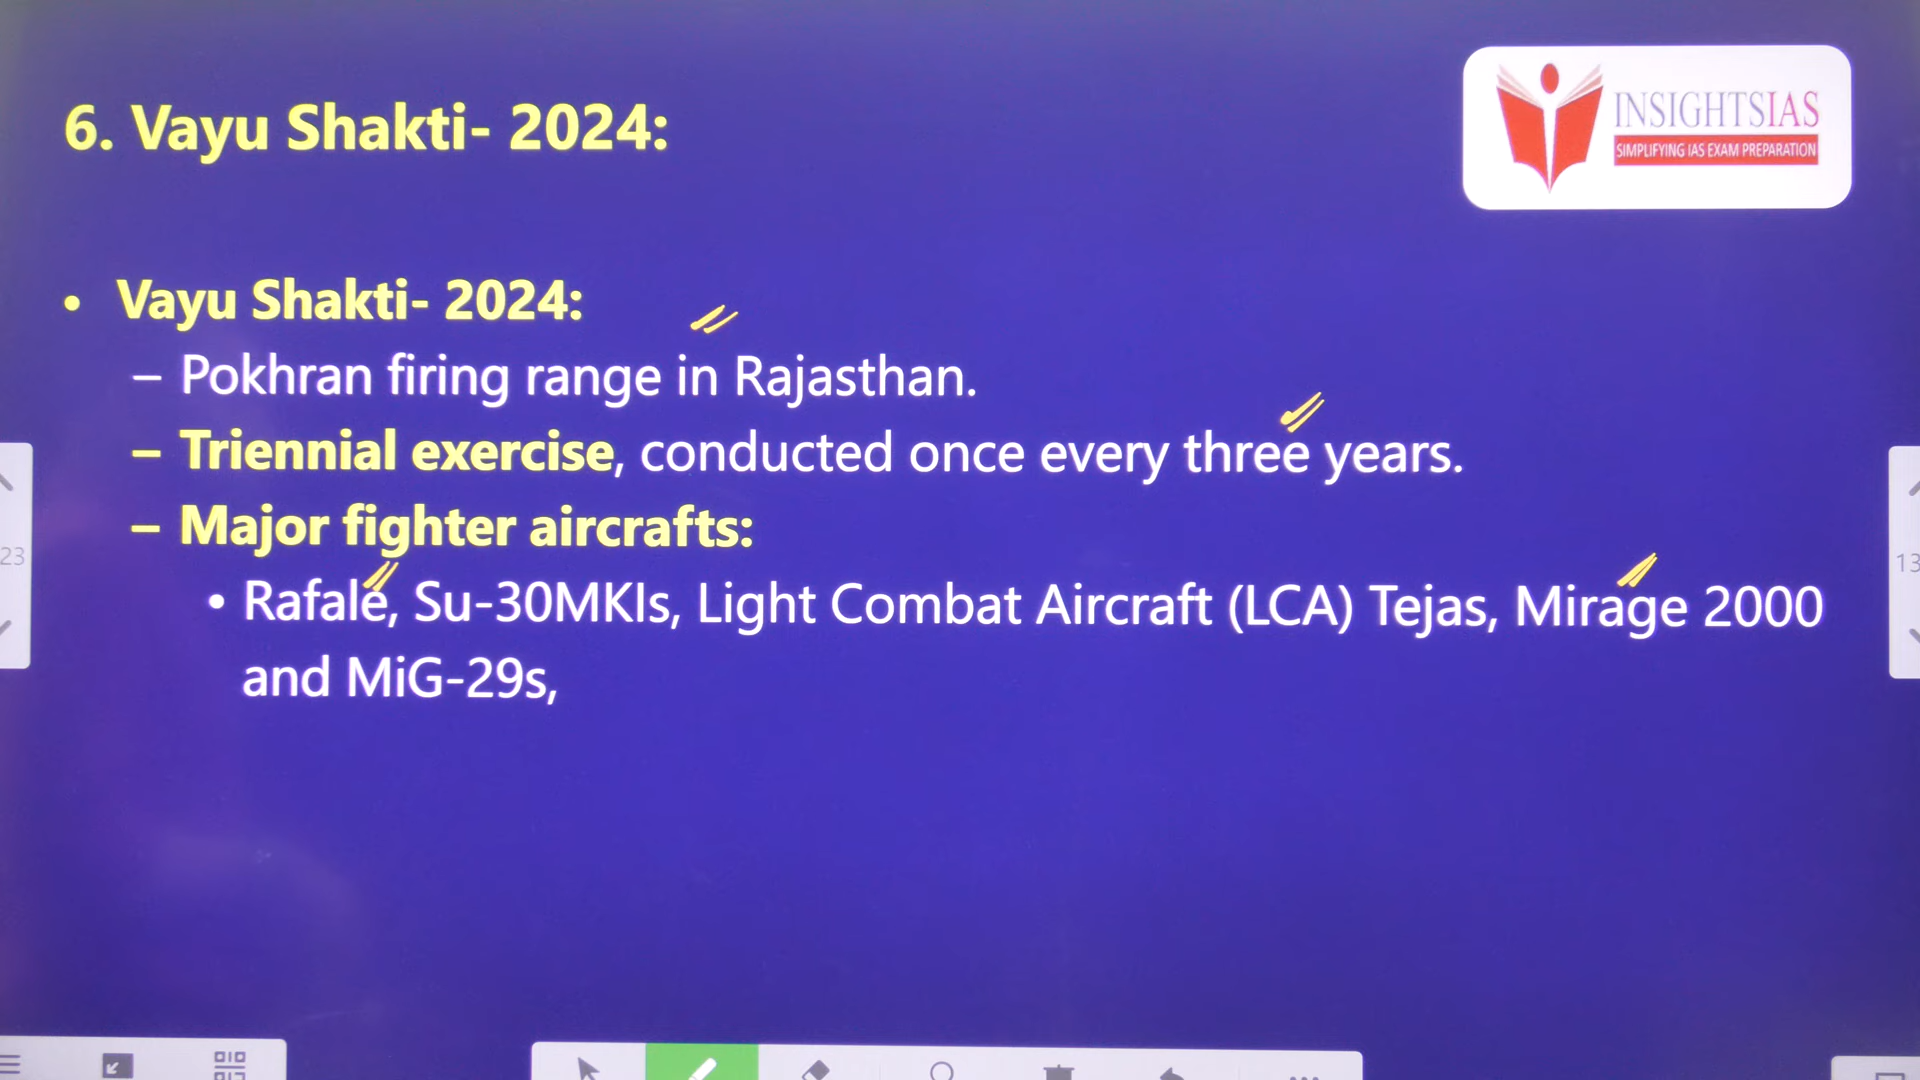 6. Vayu Shakti- 2024:
INSIGHTSIAS
SIMPLIFYING IAS EXAM PREPARATION
• Vayu Shakti- 2024:
– Pokhran firing range in Rajasthan.
– Triennial exercise, conducted once every three years.
– Major fighter aircrafts:
• Rafale, Su-30MKIs, Light Combat Aircraft (LCA) Tejas, Mirage 2000
and MiG-29s,
23
13